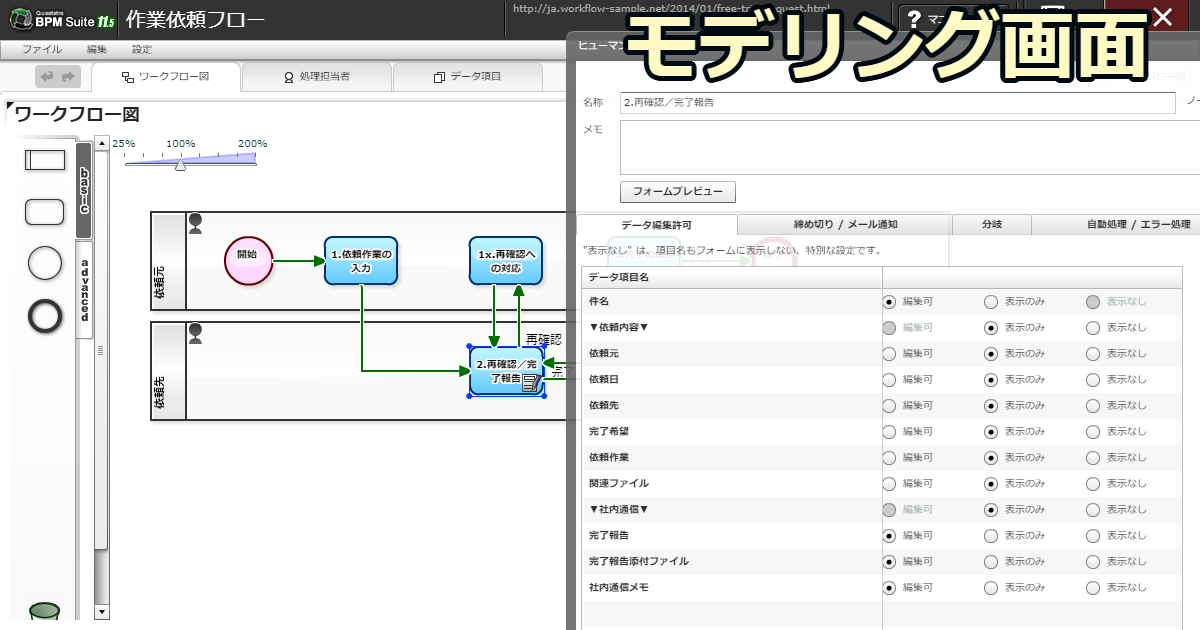 Questetra
BPM Suite 11.5
作業依頼フロー
http://ja.workflow-sample.net/2014/01/free-
モデリング画面
ファイル 編集 設定
ワークフロー図 処理担当者 データ項目
ワークフロー図
25% 100% 200%
basic
advanced
依頼元
開始
1.依頼作業の
入力
1x.再確認へ
の対応
依頼先
再確認
2.再確認／完
了報告
名称 2.再確認／完了報告
メモ
フォームプレビュー
データ編集許可 締め切り / メール通知 分岐 自動処理 / エラー処理
"表示なし" は、項目名もフォームに表示しない、特別な設定です。
データ項目名
件名 編集可 表示のみ 表示なし
▼依頼内容▼ 編集可 表示のみ 表示なし
依頼元 編集可 表示のみ 表示なし
依頼日 編集可 表示のみ 表示なし
依頼先 編集可 表示のみ 表示なし
完了希望 編集可 表示のみ 表示なし
依頼作業 編集可 表示のみ 表示なし
関連ファイル 編集可 表示のみ 表示なし
▼社内通信▼ 編集可 表示のみ 表示なし
完了報告 編集可 表示のみ 表示なし
完了報告添付ファイル 編集可 表示のみ 表示なし
社内通信メモ 編集可 表示のみ 表示なし